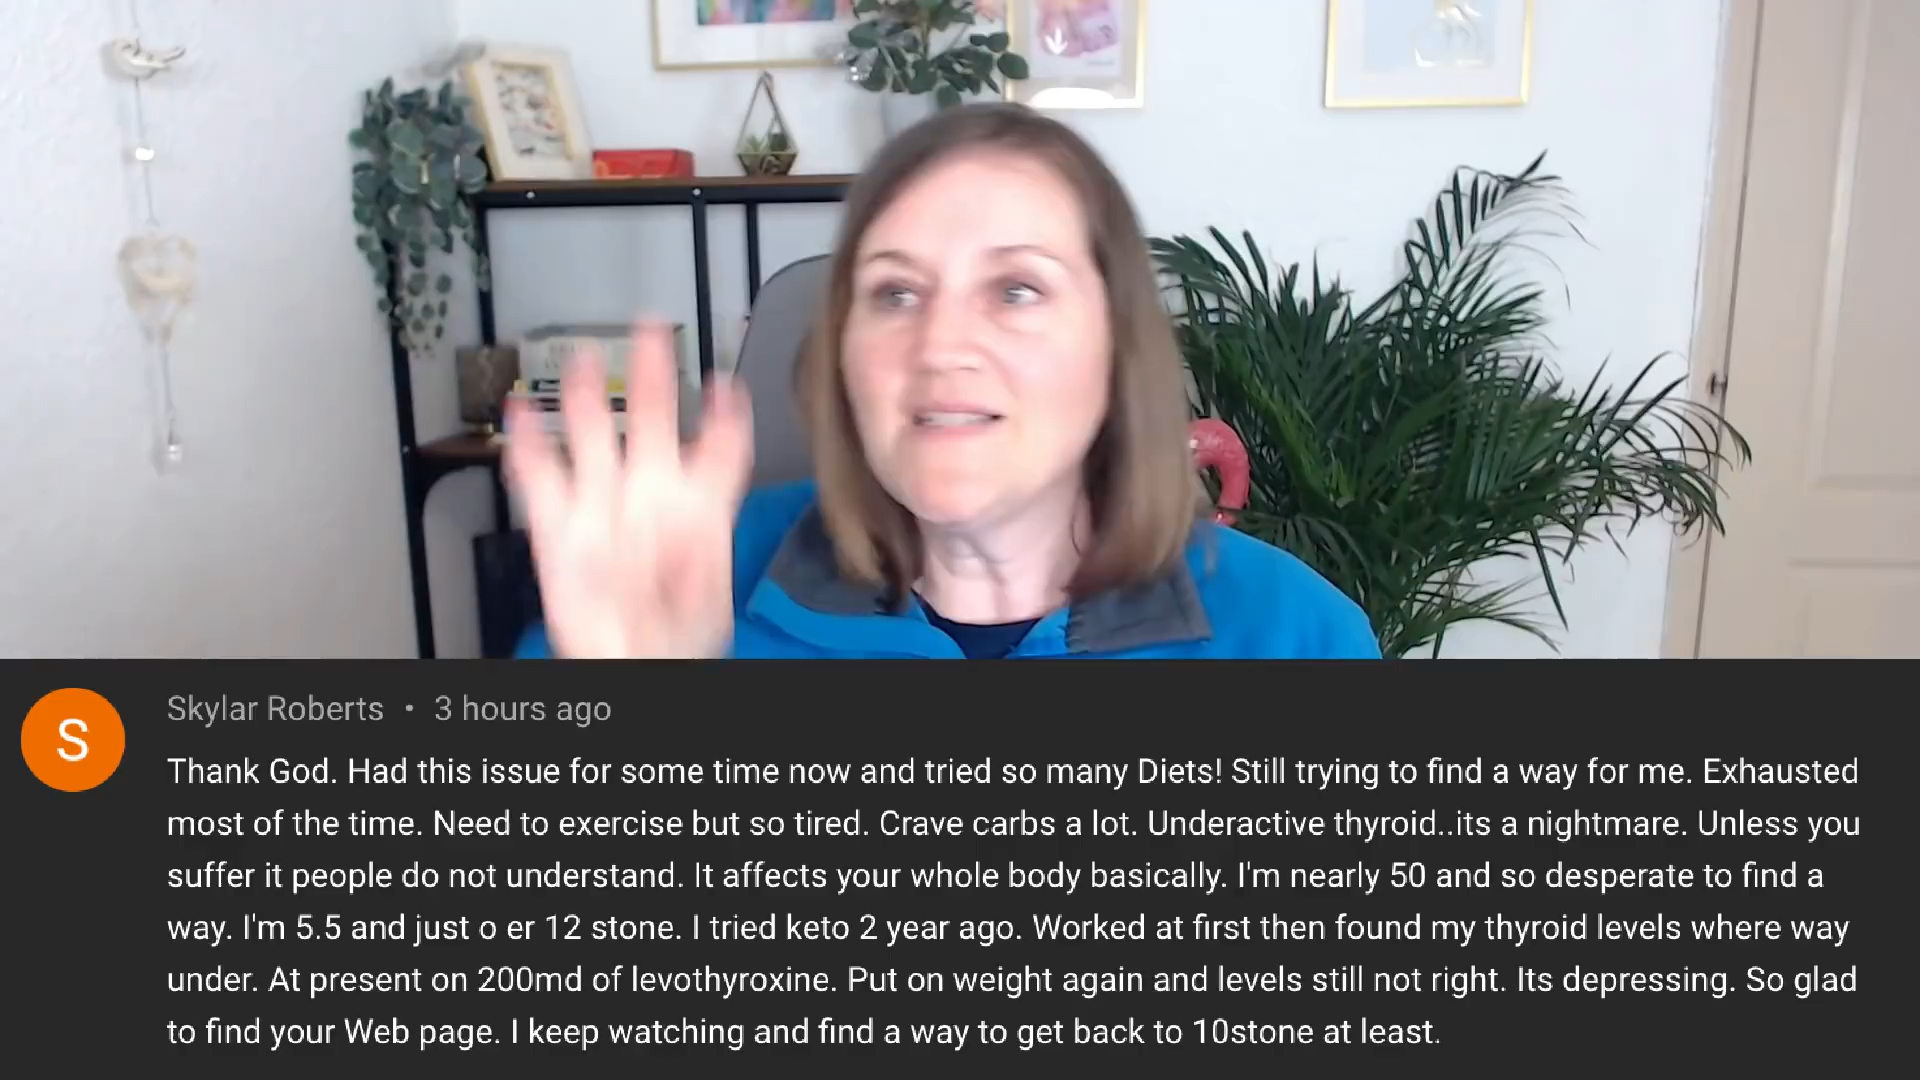 S
Skylar Roberts • 3 hours ago
Thank God. Had this issue for some time now and tried so many Diets! Still trying to find a way for me. Exhausted
most of the time. Need to exercise but so tired. Crave carbs a lot. Underactive thyroid..its a nightmare. Unless you
suffer it people do not understand. It affects your whole body basically. I'm nearly 50 and so desperate to find a
way. I'm 5.5 and just o er 12 stone. I tried keto 2 year ago. Worked at first then found my thyroid levels where way
under. At present on 200md of levothyroxine. Put on weight again and levels still not right. Its depressing. So glad
to find your Web page. I keep watching and find a way to get back to 10stone at least.